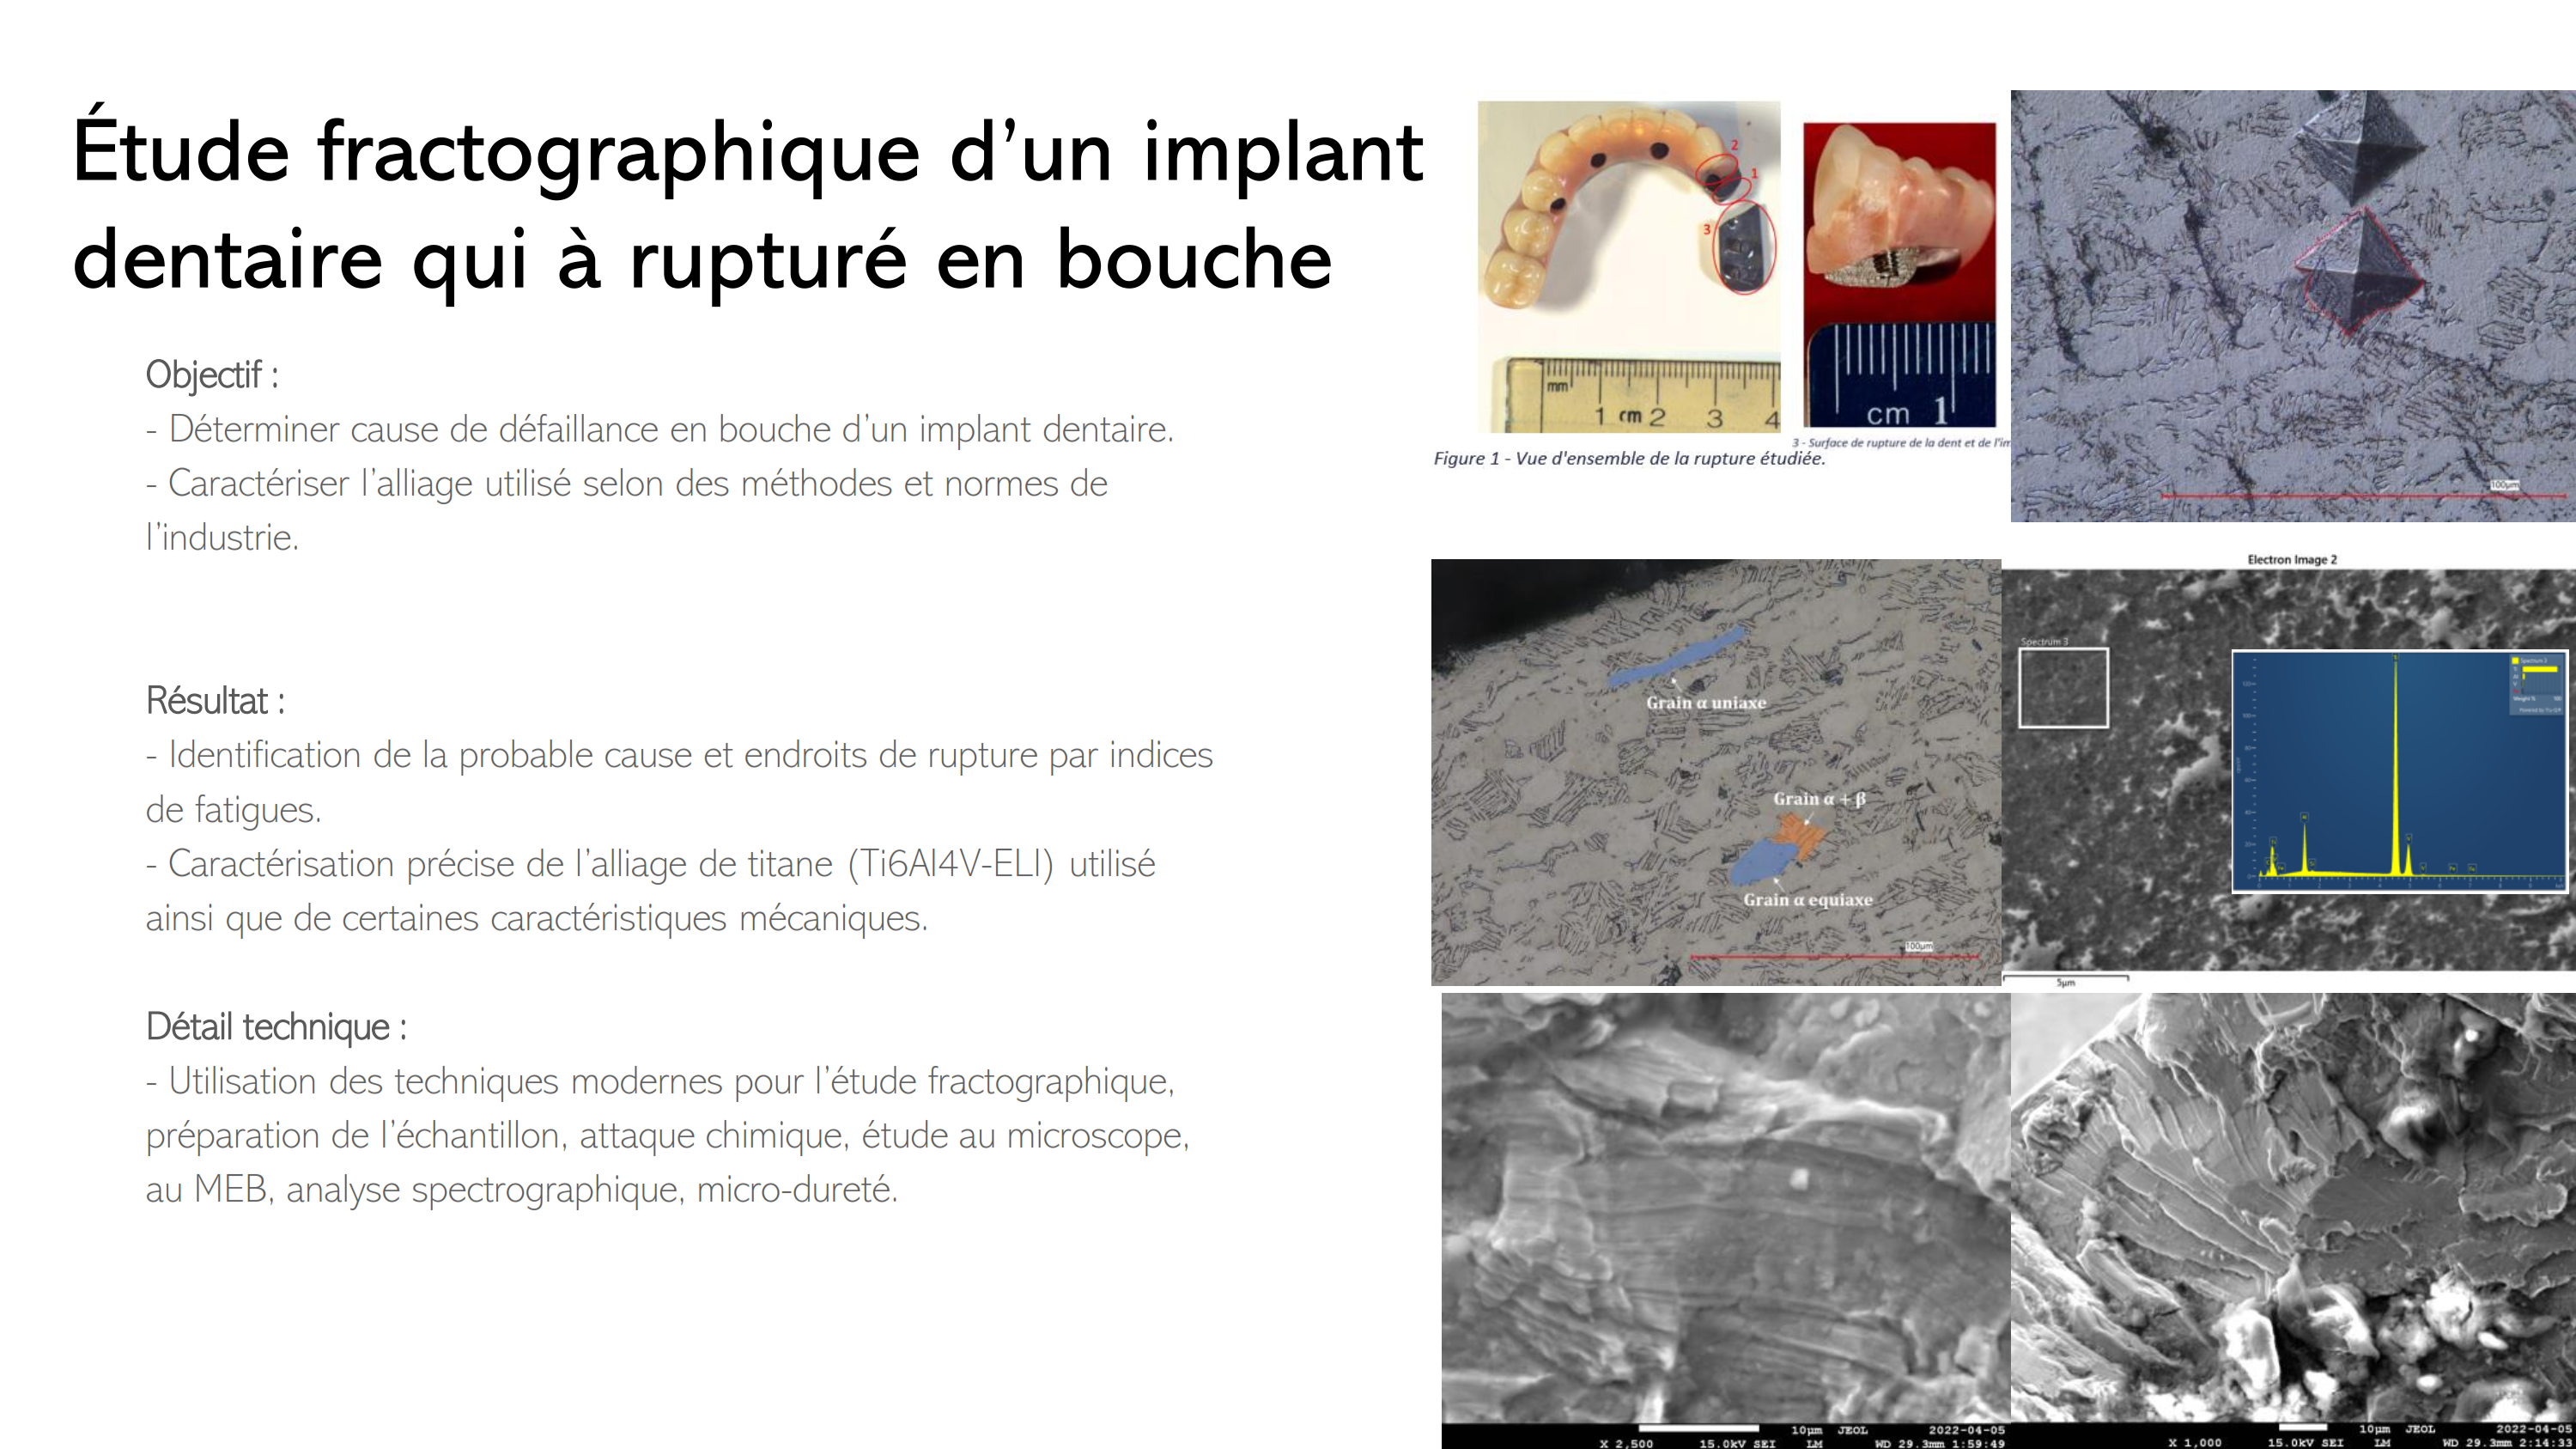 Étude fractographique d’un implant
dentaire qui à rupturé en bouche
Objectif :
- Déterminer cause de défaillance en bouche d’un implant dentaire.
- Caractériser l’alliage utilisé selon des méthodes et normes de
l’industrie.
Résultat :
- Identification de la probable cause et endroits de rupture par indices
de fatigues.
- Caractérisation précise de l’alliage de titane (Ti6Al4V-ELI) utilisé
ainsi que de certaines caractéristiques mécaniques.
Détail technique :
- Utilisation des techniques modernes pour l’étude fractographique,
préparation de l’échantillon, attaque chimique, étude au microscope,
au MEB, analyse spectrographique, micro-dureté.
2
1
3
mm
1 cm 2 3 4
cm 1
3 - Surface de rupture de la dent et de l'im
Figure 1 - Vue d'ensemble de la rupture étudiée.
100µm
Grain α uniaxe
Grain α + β
Grain α equiaxe
100µm
Electron Image 2
Spectrum 3
Spectrum 2
5µm
10µm JEOL 2022-04-05
X 2,500 15.0kV SEI LM WD 29.3mm 1:59:49
10µm JEOL 2022-04-05
X 1,000 15.0kV SEI LM WD 29.3mm 2:14:93